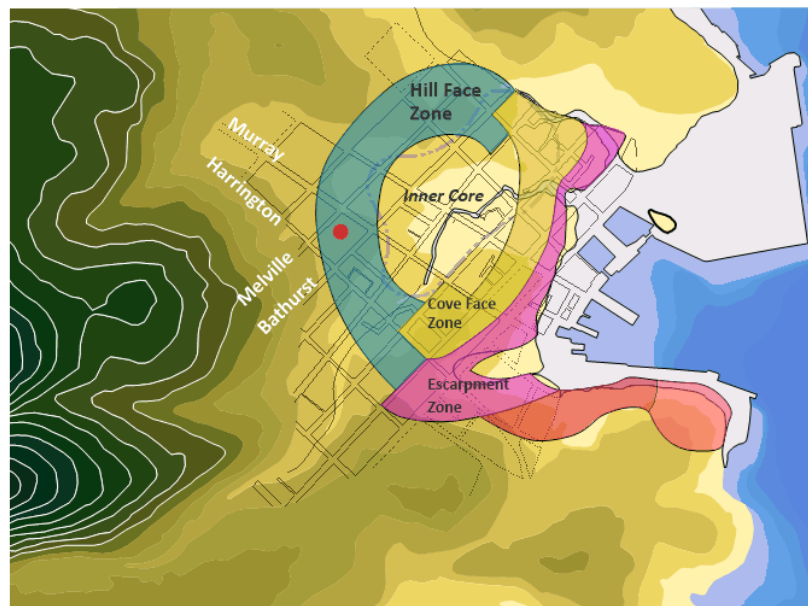 Hill Face
Zone
Murray
Harrington
Inner Core
Melville
Bathurst
Cove Face
Zone
Escarpment
Zone